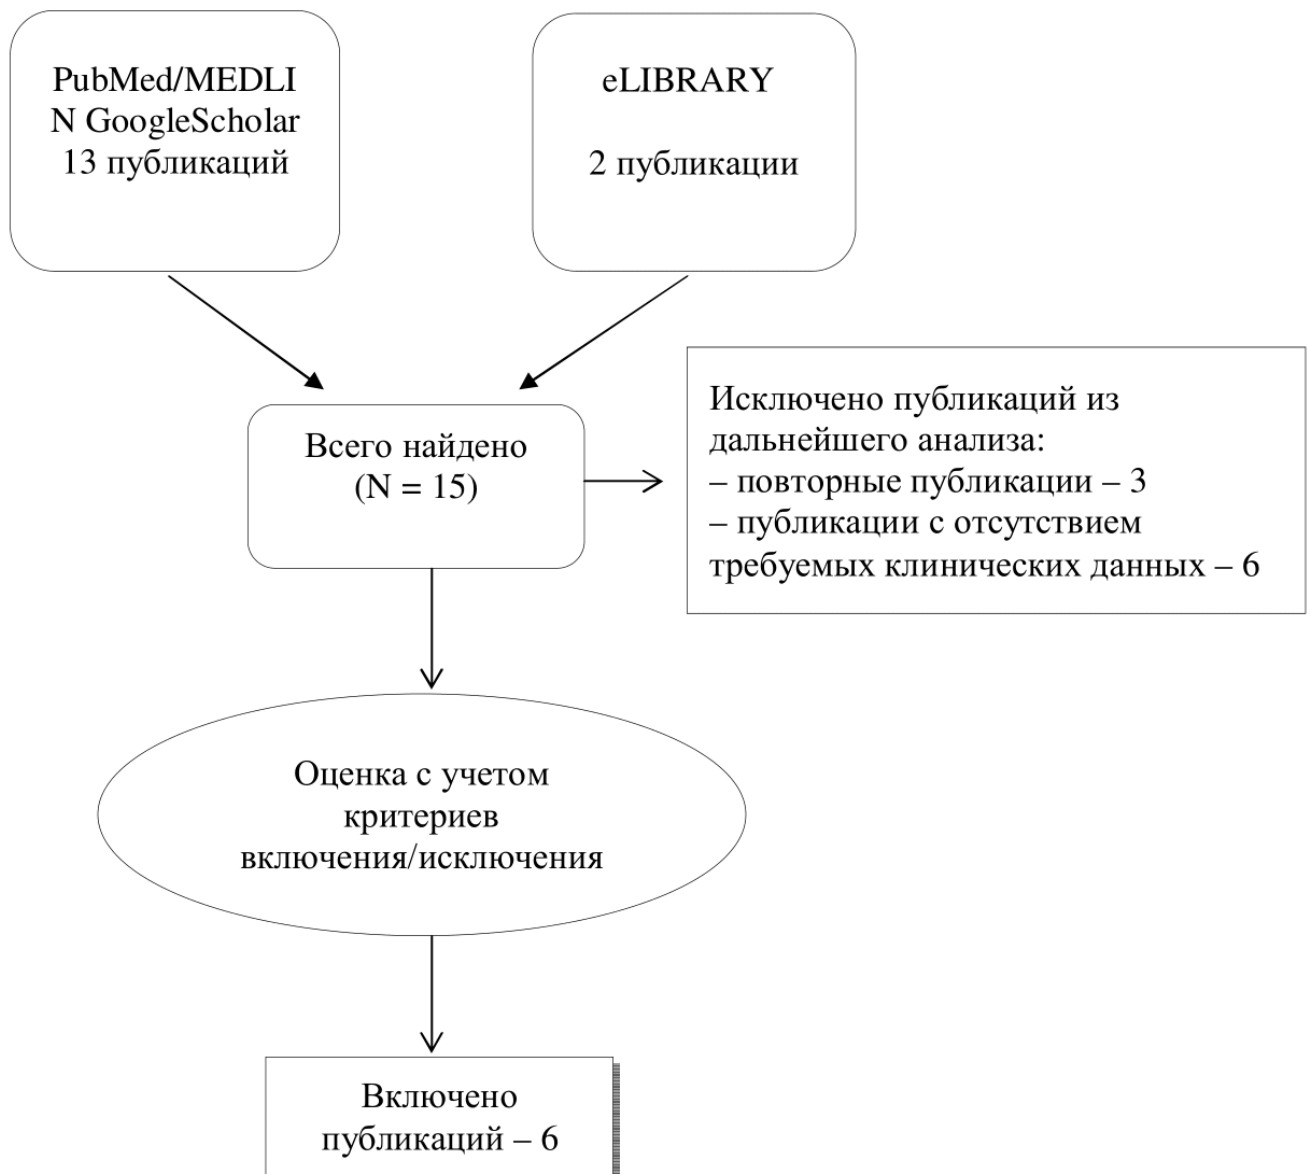 PubMed/MEDLI
N GoogleScholar
13 публикаций
eLIBRARY
2 публикации
Всего найдено
(N = 15)
Исключено публикаций из
дальнейшего анализа:
– повторные публикации – 3
– публикации с отсутствием
требуемых клинических данных – 6
Оценка с учетом
критериев
включения/исключения
Включено
публикаций – 6